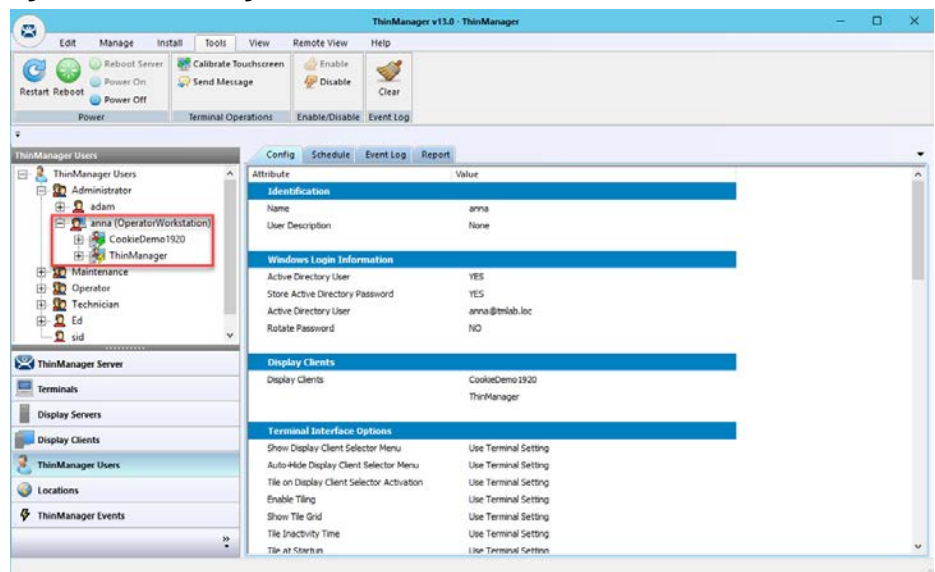 ThinManager v13.0 - ThinManager
Edit Manage Install Tools View Remote View Help
Restart Reboot
Reboot Server
Power On
Power Off
Power
Calibrate Touchscreen
Send Message
Terminal Operations
Enable
Disable
Enable/Disable
Clear
Event Log
ThinManager Users
ThinManager Users
Administrator
adam
anna (OperatorWorkstation)
CookieDemo1920
ThinManager
Maintenance
Operator
Technician
Ed
sid
ThinManager Server
Terminals
Display Servers
Display Clients
ThinManager Users
Locations
ThinManager Events
Config Schedule Event Log Report
Attribute Value
Identification
Name anna
User Description None
Windows Login Information
Active Directory User YES
Store Active Directory Password YES
Active Directory User anna@tmlab.loc
Rotate Password NO
Display Clients
Display Clients CookieDemo1920
ThinManager
Terminal Interface Options
Show Display Client Selector Menu Use Terminal Setting
Auto-Hide Display Client Selector Menu Use Terminal Setting
Tile on Display Client Selector Activation Use Terminal Setting
Enable Tiling Use Terminal Setting
Show Tile Grid Use Terminal Setting
Tile Inactivity Time Use Terminal Setting
Tile at Startup Use Terminal Setting